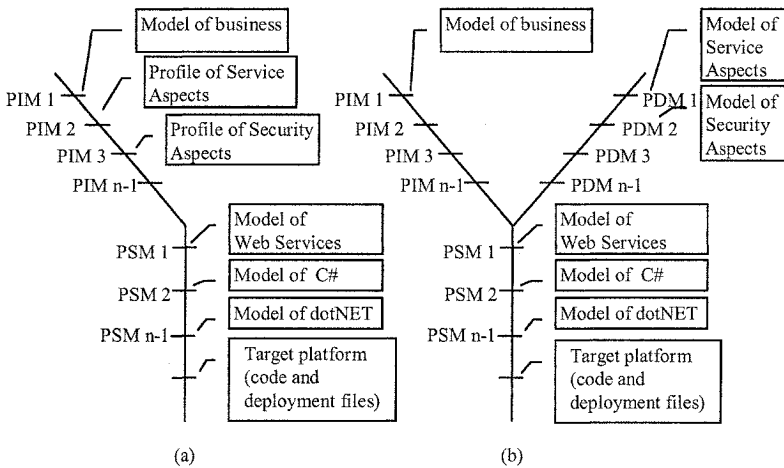 Model of business
Profile of Service
Aspects
Profile of Security
Aspects
PIM 1
PIM 2
PIM 3
PIM n-1
PSM 1
PSM 2
PSM n-1
Model of
Web Services
Model of C#
Model of dotNET
Target platform
(code and
deployment files)
(a)
Model of business
Model of
Service
Aspects
Model of
Security
Aspects
PIM 1
PIM 2
PIM 3
PIM n-1
PDM 1
PDM 2
PDM 3
PDM n-1
PSM 1
PSM 2
PSM n-1
Model of
Web Services
Model of C#
Model of dotNET
Target platform
(code and
deployment files)
(b)